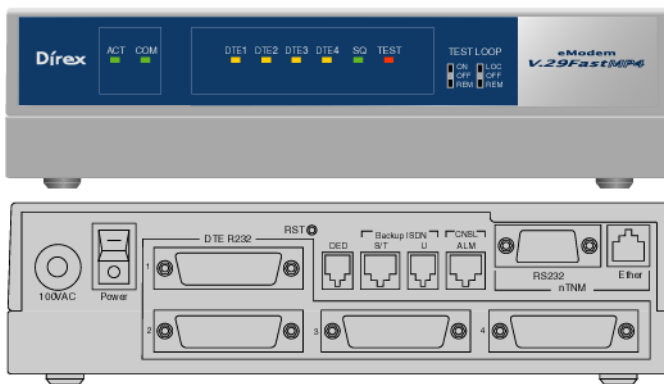 Dírex
ACT COM
DTE1 DTE2 DTE3 DTE4 SQ TEST
TEST LOOP
ON LOC
OFF OFF
REM REM
eModem
V.29FastMP4
RST
DTE R232
Backup ISDN CNSL
DED S/T U ALM
1
100VAC
Power
RS232 Ether
nTNM
2 3 4